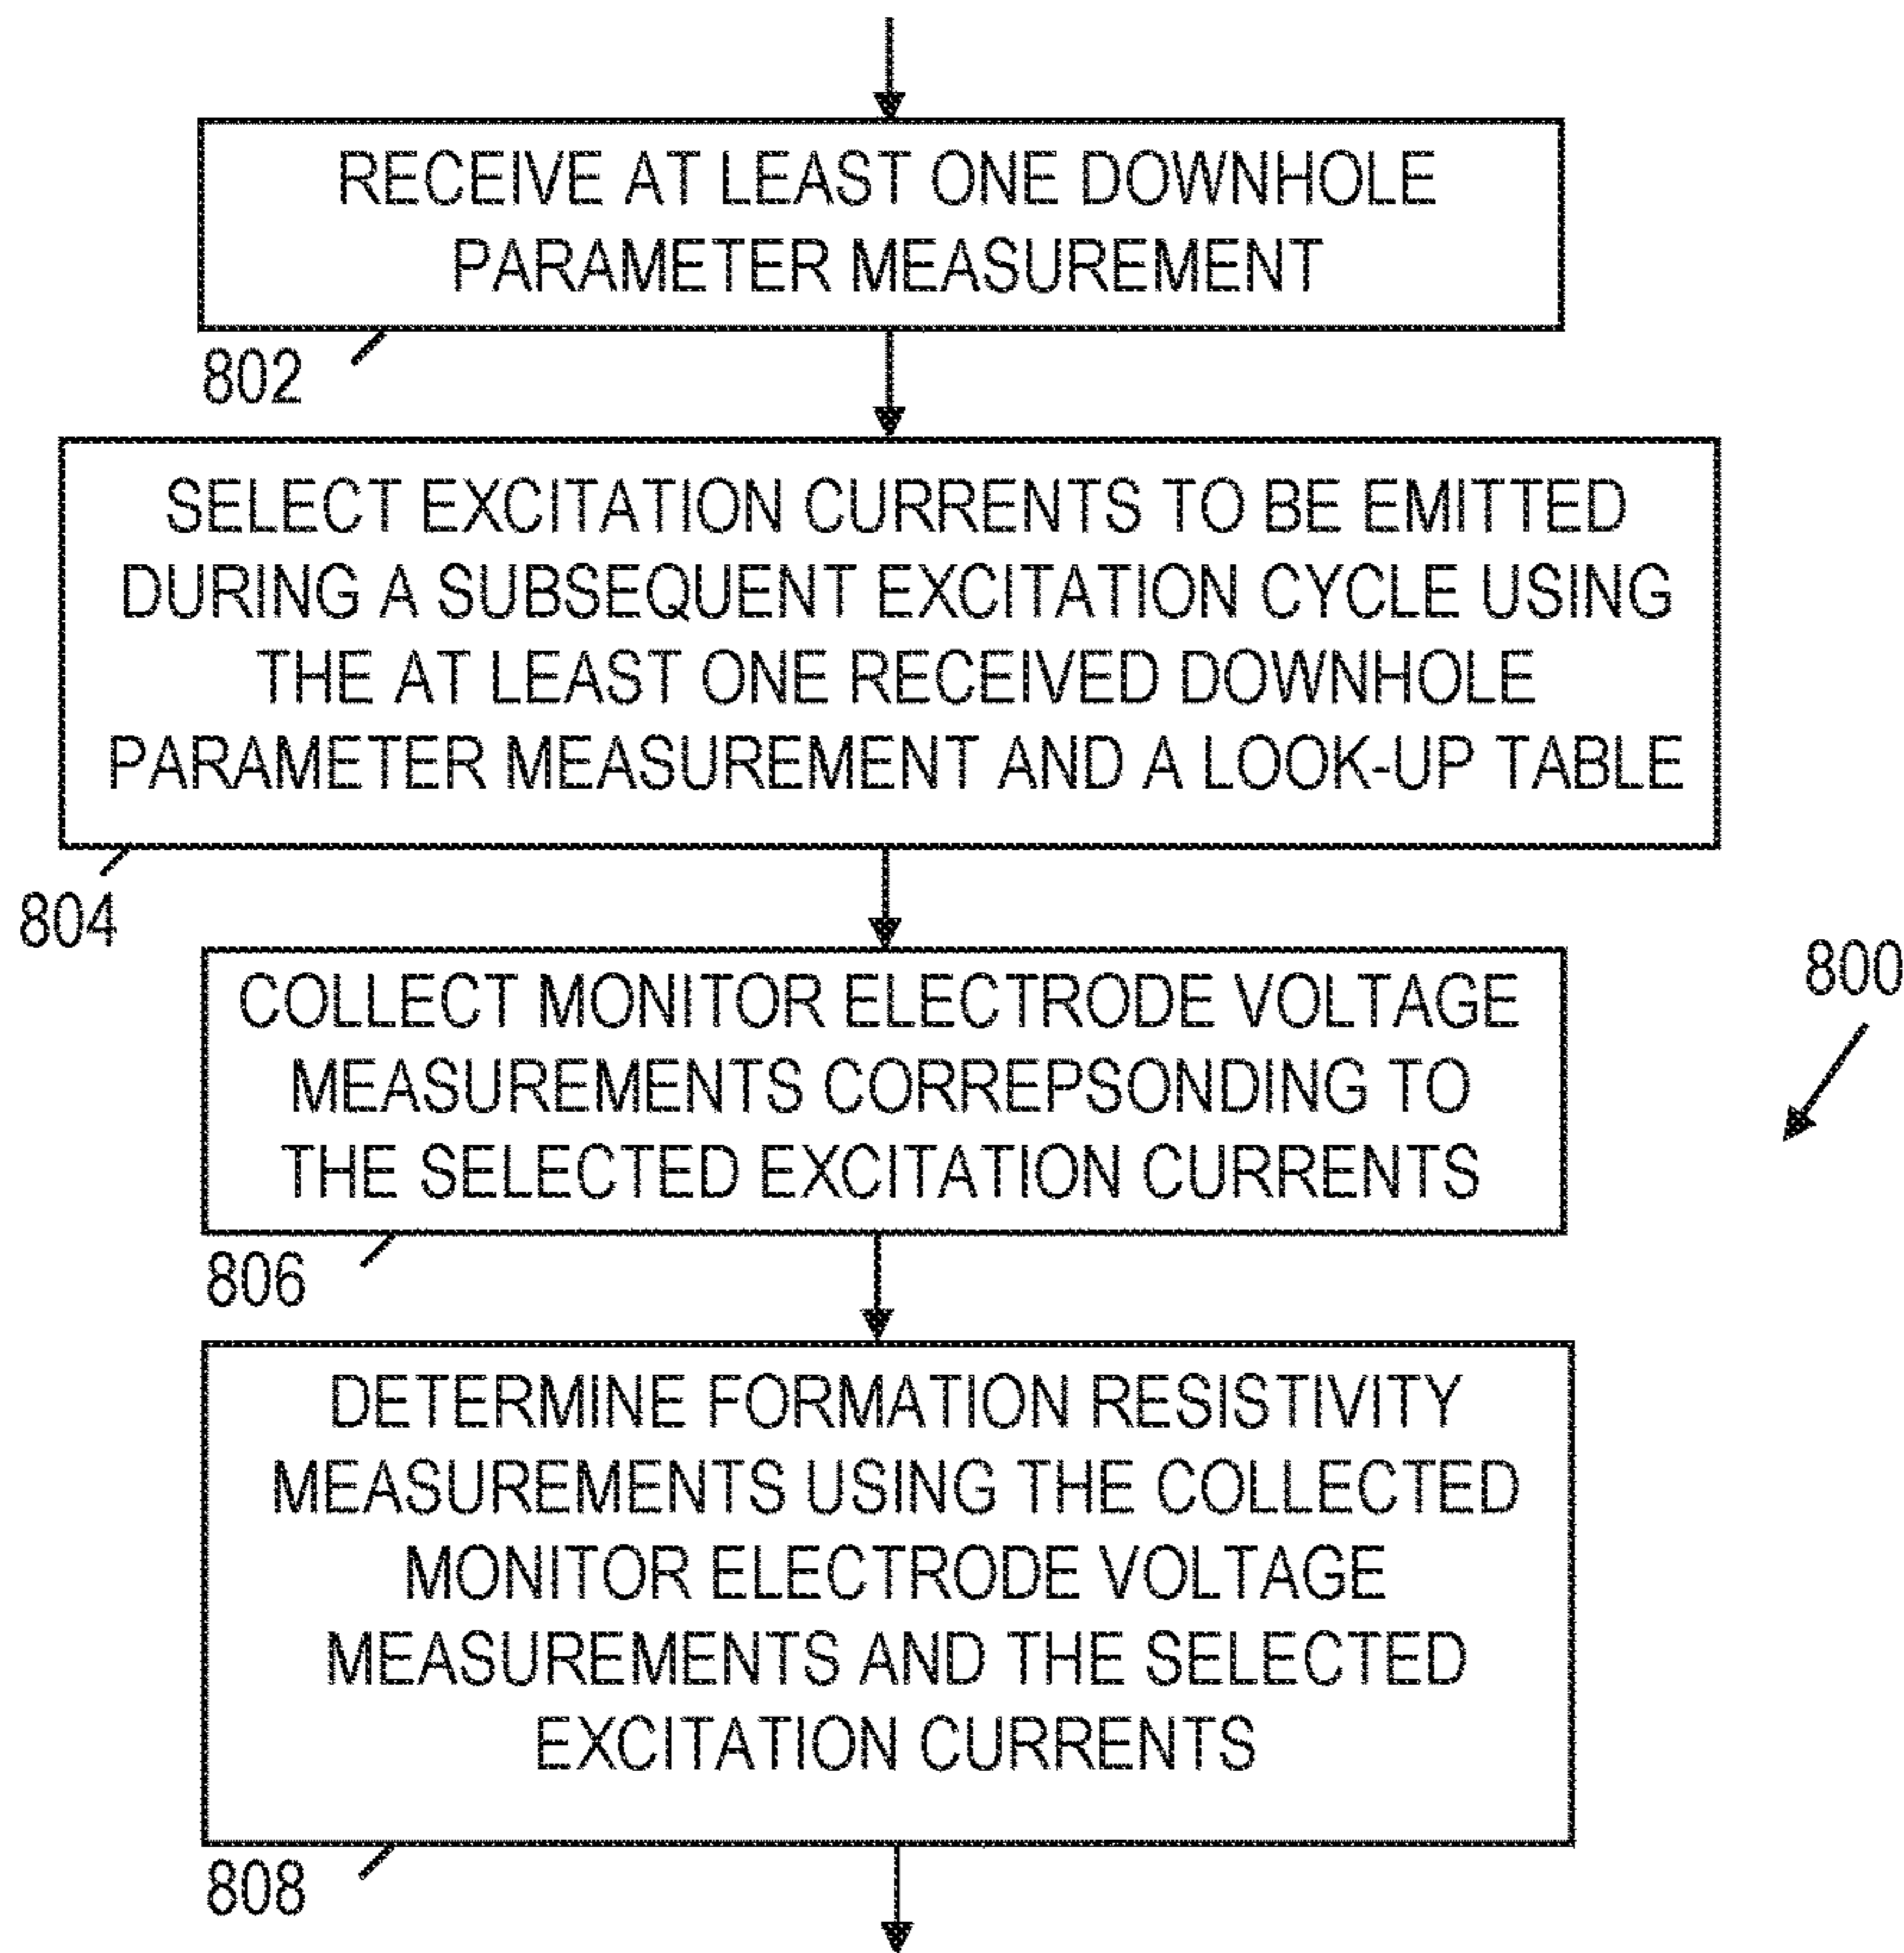 RECEIVE AT LEAST ONE DOWNHOLE
PARAMETER MEASUREMENT
802
SELECT EXCITATION CURRENTS TO BE EMITTED
DURING A SUBSEQUENT EXCITATION CYCLE USING
THE AT LEAST ONE RECEIVED DOWNHOLE
PARAMETER MEASUREMENT AND A LOOK-UP TABLE
804
800
COLLECT MONITOR ELECTRODE VOLTAGE
MEASUREMENTS CORREPSONDING TO
THE SELECTED EXCITATION CURRENTS
806
DETERMINE FORMATION RESISTIVITY
MEASUREMENTS USING THE COLLECTED
MONITOR ELECTRODE VOLTAGE
MEASUREMENTS AND THE SELECTED
EXCITATION CURRENTS
808